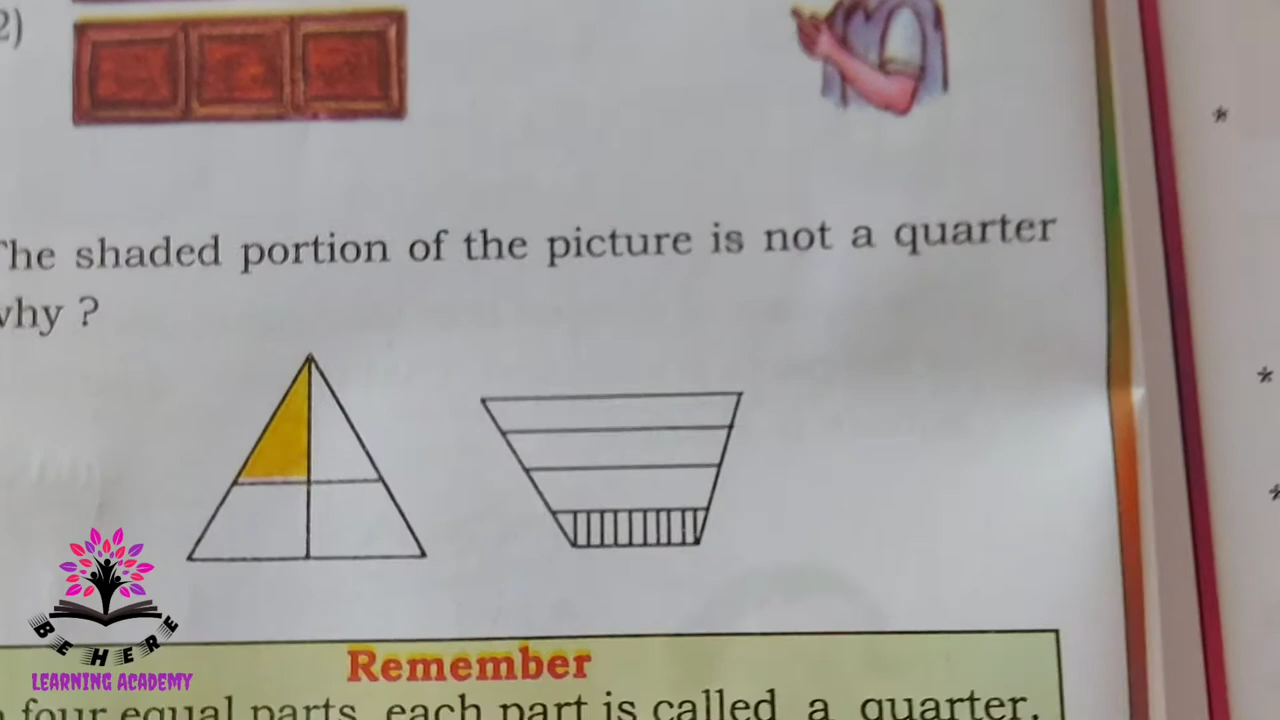 2)
The shaded portion of the picture is not a quarter
why ?
Remember
four equal parts, each part is called a quarter.
BE HERE
LEARNING ACADEMY